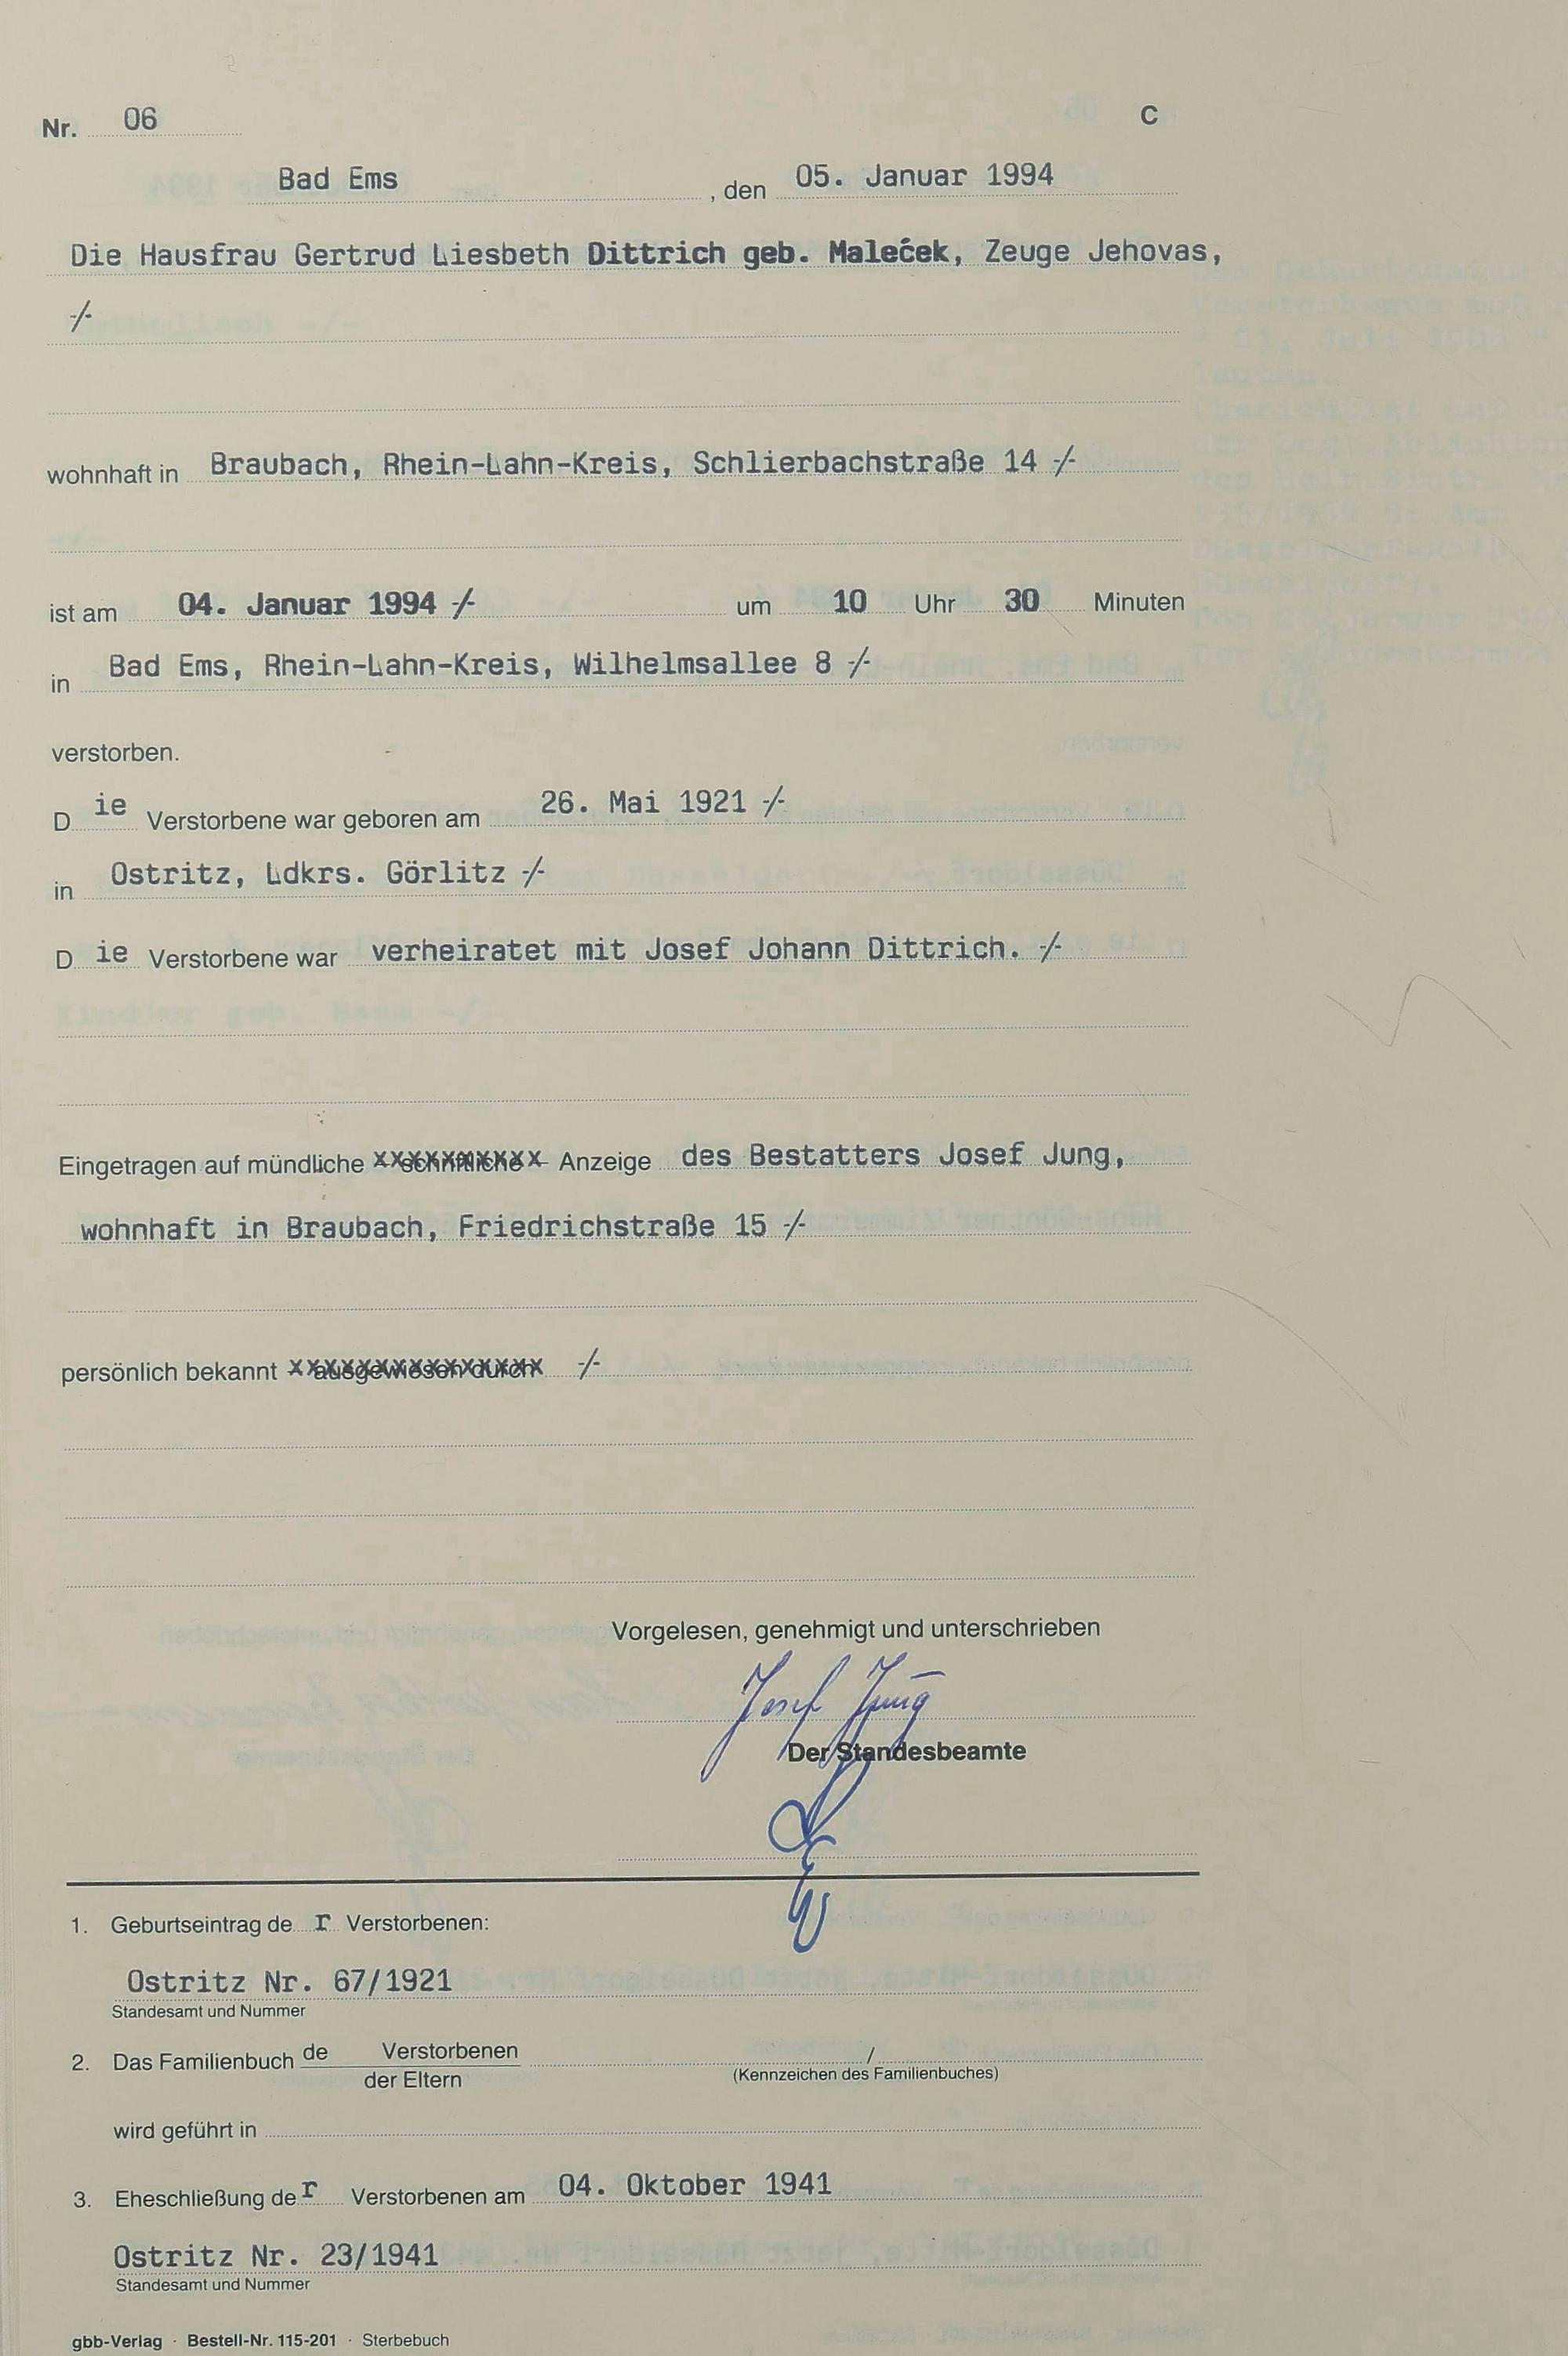 Nr. 06 C
Bad Ems , den 05. Januar 1994
Die Hausfrau Gertrud Liesbeth Dittrich geb. Maleček, Zeuge Jehovas,
-/-
wohnhaft in Braubach, Rhein-Lahn-Kreis, Schlierbachstraße 14 -/-
ist am 04. Januar 1994 -/- um 10 Uhr 30 Minuten
in Bad Ems, Rhein-Lahn-Kreis, Wilhelmsallee 8 -/-
verstorben.
Die Verstorbene war geboren am 26. Mai 1921 -/-
in Ostritz, Ldkrs. Görlitz -/-
Die Verstorbene war verheiratet mit Josef Johann Dittrich. -/-
Eingetragen auf mündliche - schriftliche - Anzeige des Bestatters Josef Jung,
wohnhaft in Braubach, Friedrichstraße 15 -/-
persönlich bekannt - ausgewiesen durch -/-
Vorgelesen, genehmigt und unterschrieben
Josef Jung
Der Standesbeamte
1. Geburtseintrag der Verstorbenen:
Ostritz Nr. 67/1921
Standesamt und Nummer
2. Das Familienbuch de Verstorbenen /
der Eltern (Kennzeichen des Familienbuches)
wird geführt in
3. Eheschließung der Verstorbenen am 04. Oktober 1941
Ostritz Nr. 23/1941
Standesamt und Nummer
gbb-Verlag · Bestell-Nr. 115-201 · Sterbebuch